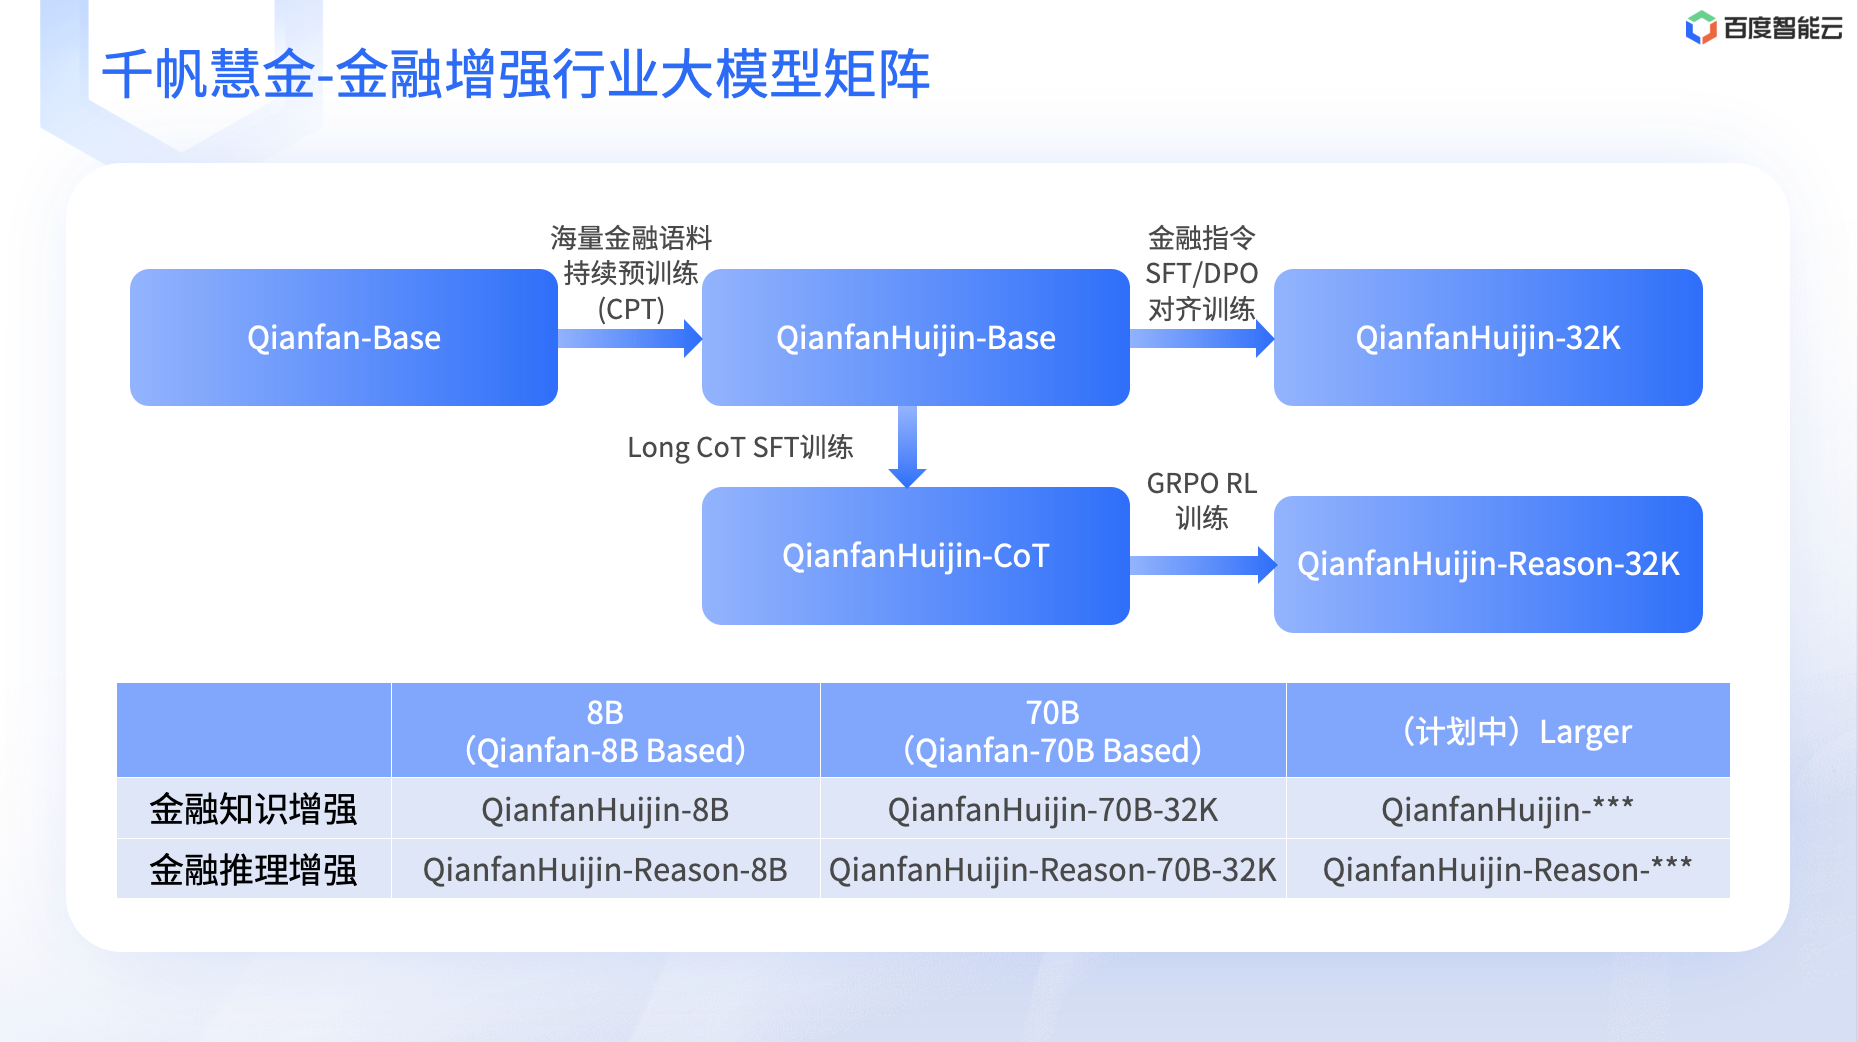 百度智能云
千帆慧金-金融增强行业大模型矩阵
海量金融语料
持续预训练
(CPT)
金融指令
SFT/DPO
对齐训练
Qianfan-Base
QianfanHuijin-Base
QianfanHuijin-32K
Long CoT SFT训练
GRPO RL
训练
QianfanHuijin-CoT
QianfanHuijin-Reason-32K
8B
（Qianfan-8B Based）
70B
（Qianfan-70B Based）
（计划中）Larger
金融知识增强
QianfanHuijin-8B
QianfanHuijin-70B-32K
QianfanHuijin-***
金融推理增强
QianfanHuijin-Reason-8B
QianfanHuijin-Reason-70B-32K
QianfanHuijin-Reason-***